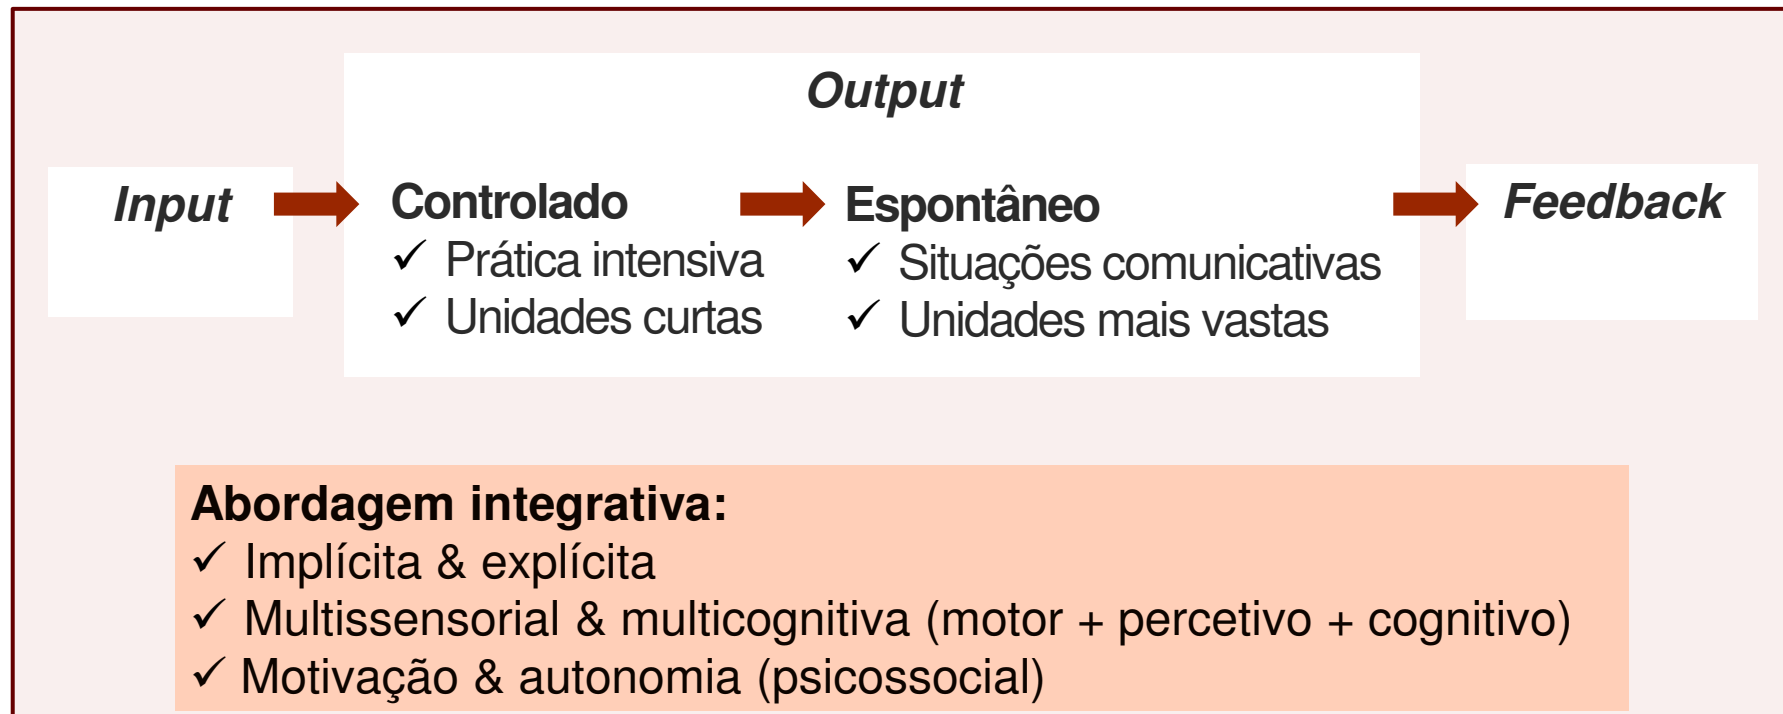 Output
Input
Controlado
✓ Prática intensiva
✓ Unidades curtas
Espontâneo
✓ Situações comunicativas
✓ Unidades mais vastas
Feedback
Abordagem integrativa:
✓ Implícita & explícita
✓ Multissensorial & multicognitiva (motor + percetivo + cognitivo)
✓ Motivação & autonomia (psicossocial)